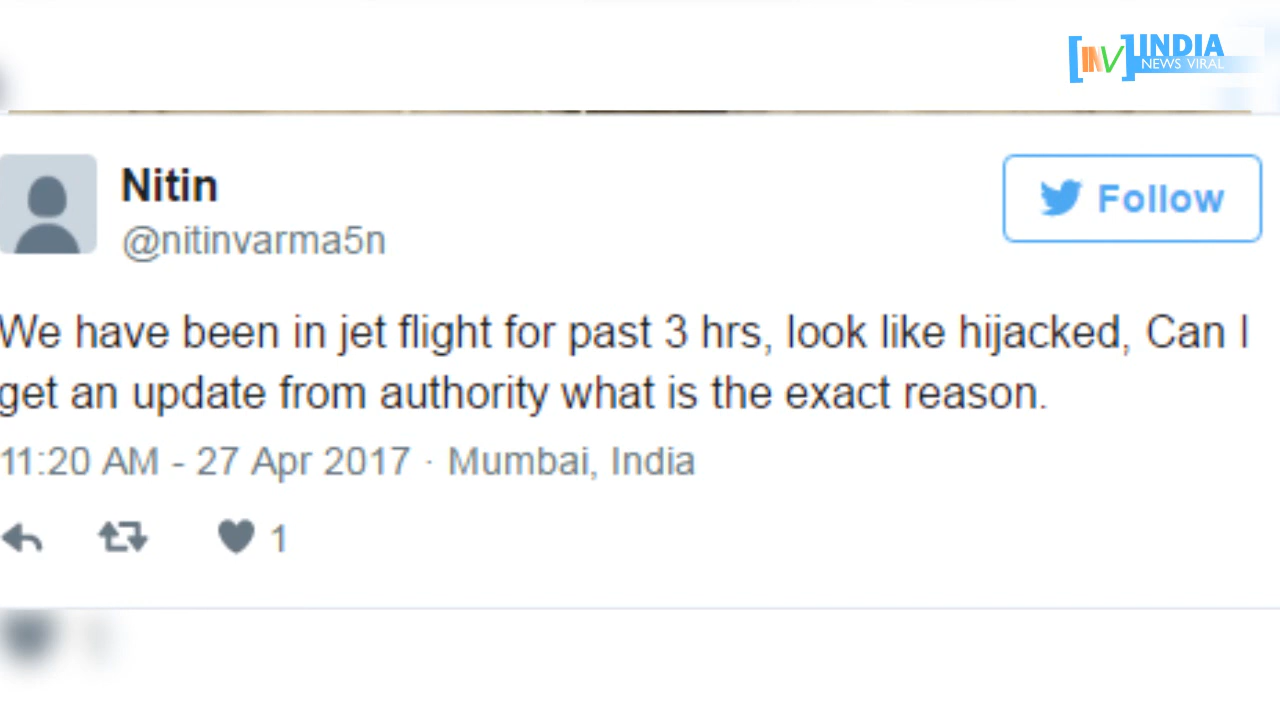 INV INDIA
NEWS VIRAL
Nitin
@nitinvarma5n
Follow
We have been in jet flight for past 3 hrs, look like hijacked, Can I
get an update from authority what is the exact reason.
11:20 AM - 27 Apr 2017 · Mumbai, India
1